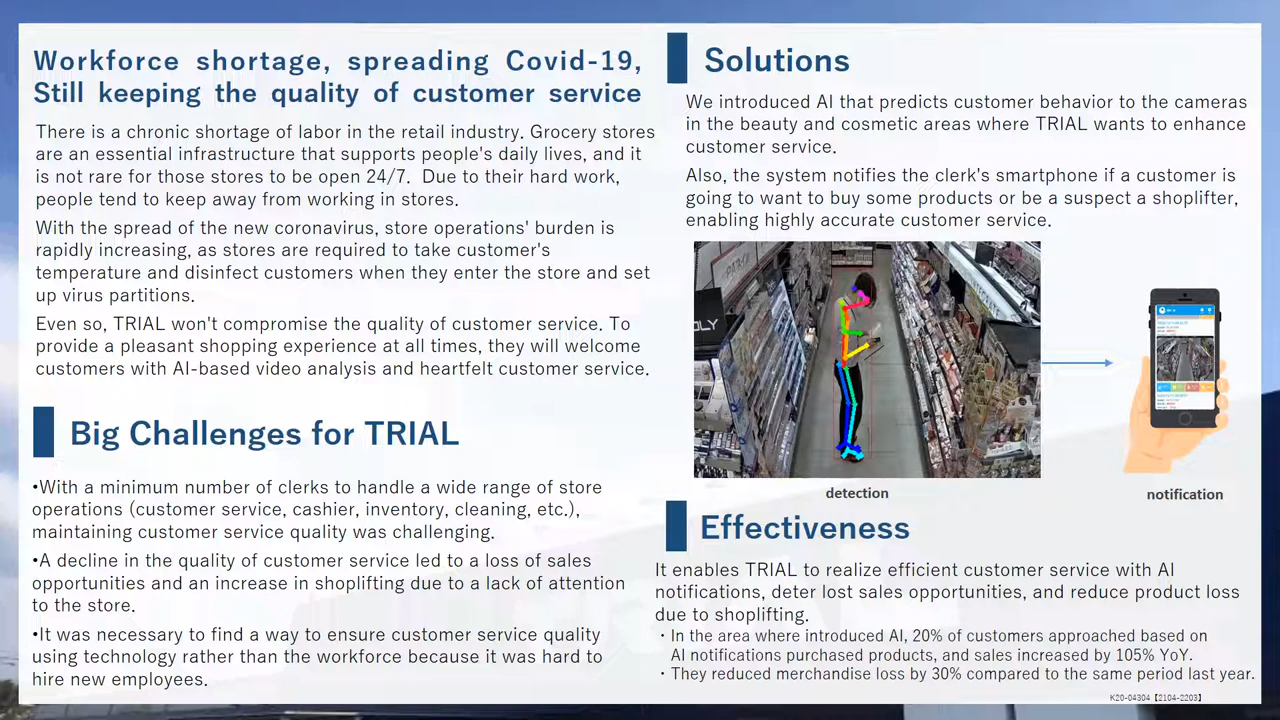 Workforce shortage, spreading Covid-19,
Still keeping the quality of customer service
There is a chronic shortage of labor in the retail industry. Grocery stores
are an essential infrastructure that supports people's daily lives, and it
is not rare for those stores to be open 24/7. Due to their hard work,
people tend to keep away from working in stores.
With the spread of the new coronavirus, store operations' burden is
rapidly increasing, as stores are required to take customer's
temperature and disinfect customers when they enter the store and set
up virus partitions.
Even so, TRIAL won't compromise the quality of customer service. To
provide a pleasant shopping experience at all times, they will welcome
customers with AI-based video analysis and heartfelt customer service.
Big Challenges for TRIAL
•With a minimum number of clerks to handle a wide range of store
operations (customer service, cashier, inventory, cleaning, etc.),
maintaining customer service quality was challenging.
•A decline in the quality of customer service led to a loss of sales
opportunities and an increase in shoplifting due to a lack of attention
to the store.
•It was necessary to find a way to ensure customer service quality
using technology rather than the workforce because it was hard to
hire new employees.
Solutions
We introduced AI that predicts customer behavior to the cameras
in the beauty and cosmetic areas where TRIAL wants to enhance
customer service.
Also, the system notifies the clerk's smartphone if a customer is
going to want to buy some products or be a suspect a shoplifter,
enabling highly accurate customer service.
detection
notification
Effectiveness
It enables TRIAL to realize efficient customer service with AI
notifications, deter lost sales opportunities, and reduce product loss
due to shoplifting.
・In the area where introduced AI, 20% of customers approached based on
AI notifications purchased products, and sales increased by 105% YoY.
・They reduced merchandise loss by 30% compared to the same period last year.
K20-04304【2104-2203】